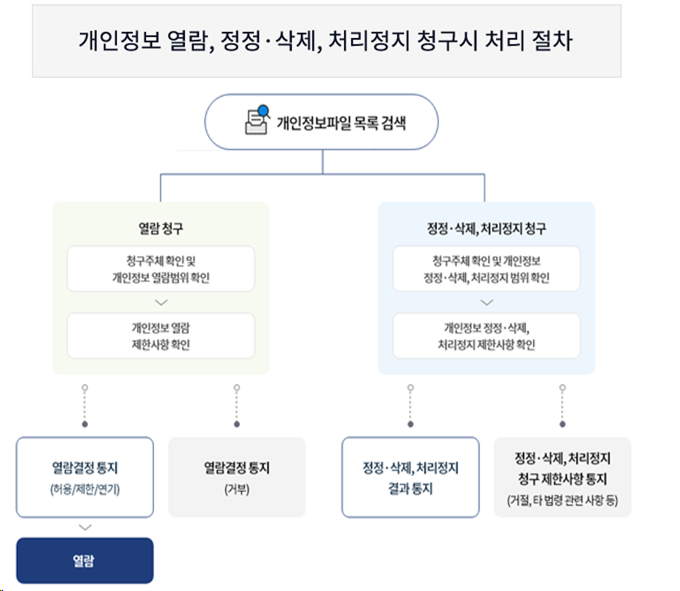 개인정보 열람, 정정·삭제, 처리정지 청구시 처리 절차
개인정보파일 목록 검색
열람 청구
청구주체 확인 및
개인정보 열람범위 확인
개인정보 열람
제한사항 확인
정정·삭제, 처리정지 청구
청구주체 확인 및 개인정보
정정·삭제, 처리정지 범위 확인
개인정보 정정·삭제,
처리정지 제한사항 확인
열람결정 통지
(허용/제한/연기)
열람결정 통지
(거부)
정정·삭제, 처리정지
결과 통지
정정·삭제, 처리정지
청구 제한사항 통지
(거절, 타 법령 관련 사항 등)
열람